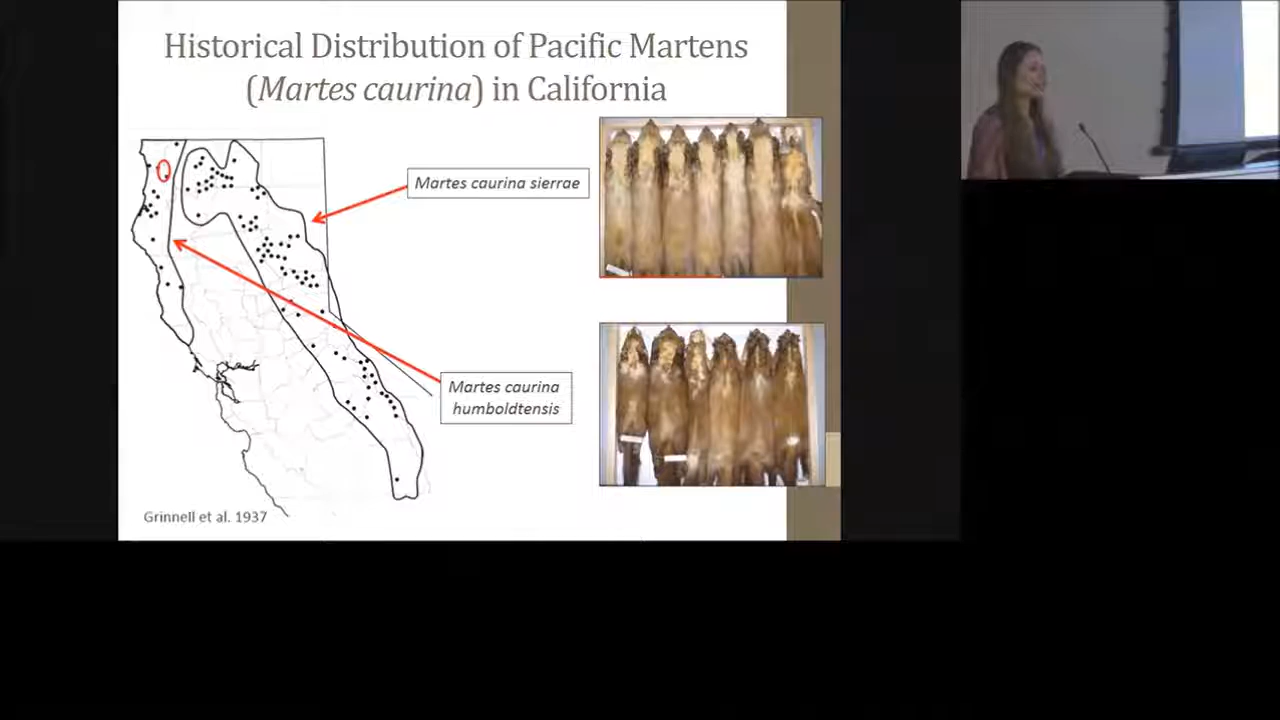 Historical Distribution of Pacific Martens
(Martes caurina) in California
Martes caurina sierrae
Martes caurina
humboldtensis
Grinnell et al. 1937